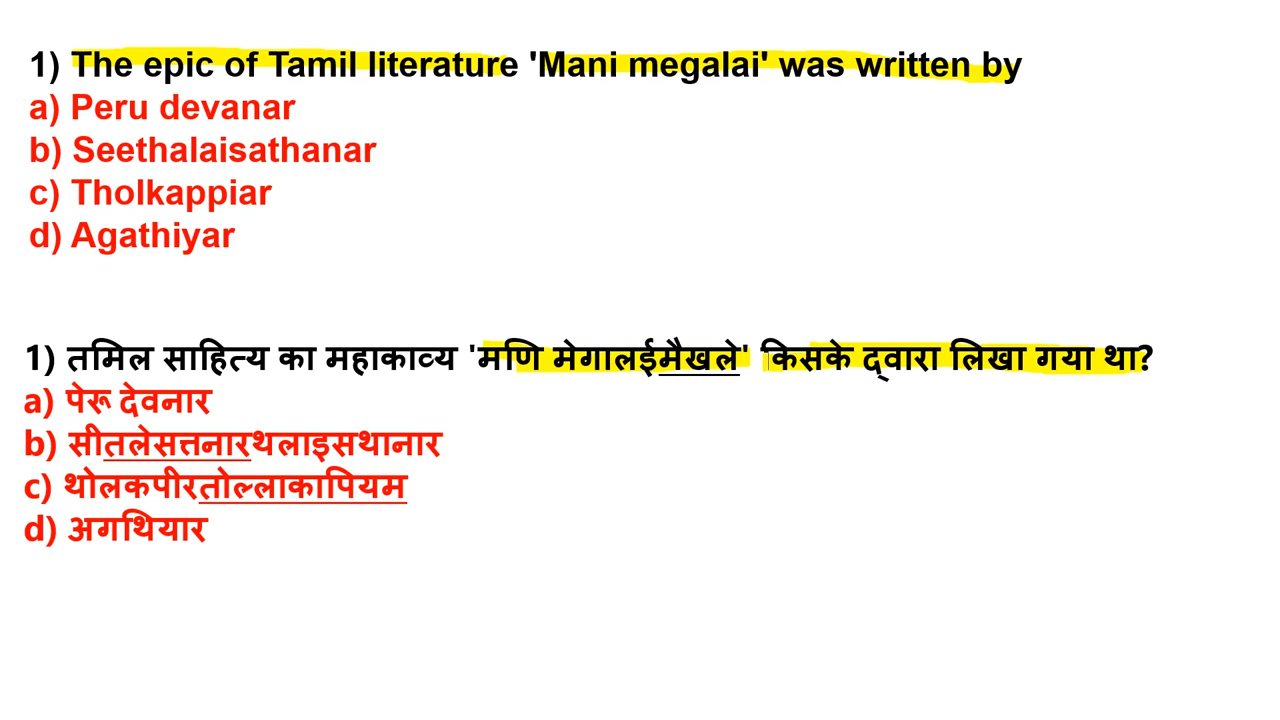 1) The epic of Tamil literature 'Mani megalai' was written by
a) Peru devanar
b) Seethalaisathanar
c) Tholkappiar
d) Agathiyar
1) तमिल साहित्य का महाकाव्य 'मणि मेगालईमैखले' किसके द्वारा लिखा गया था?
a) पेरू देवनार
b) सीतलेसत्तनारथलाइसथानार
c) थोलकपीरतोल्लाकापियम
d) अगथियार